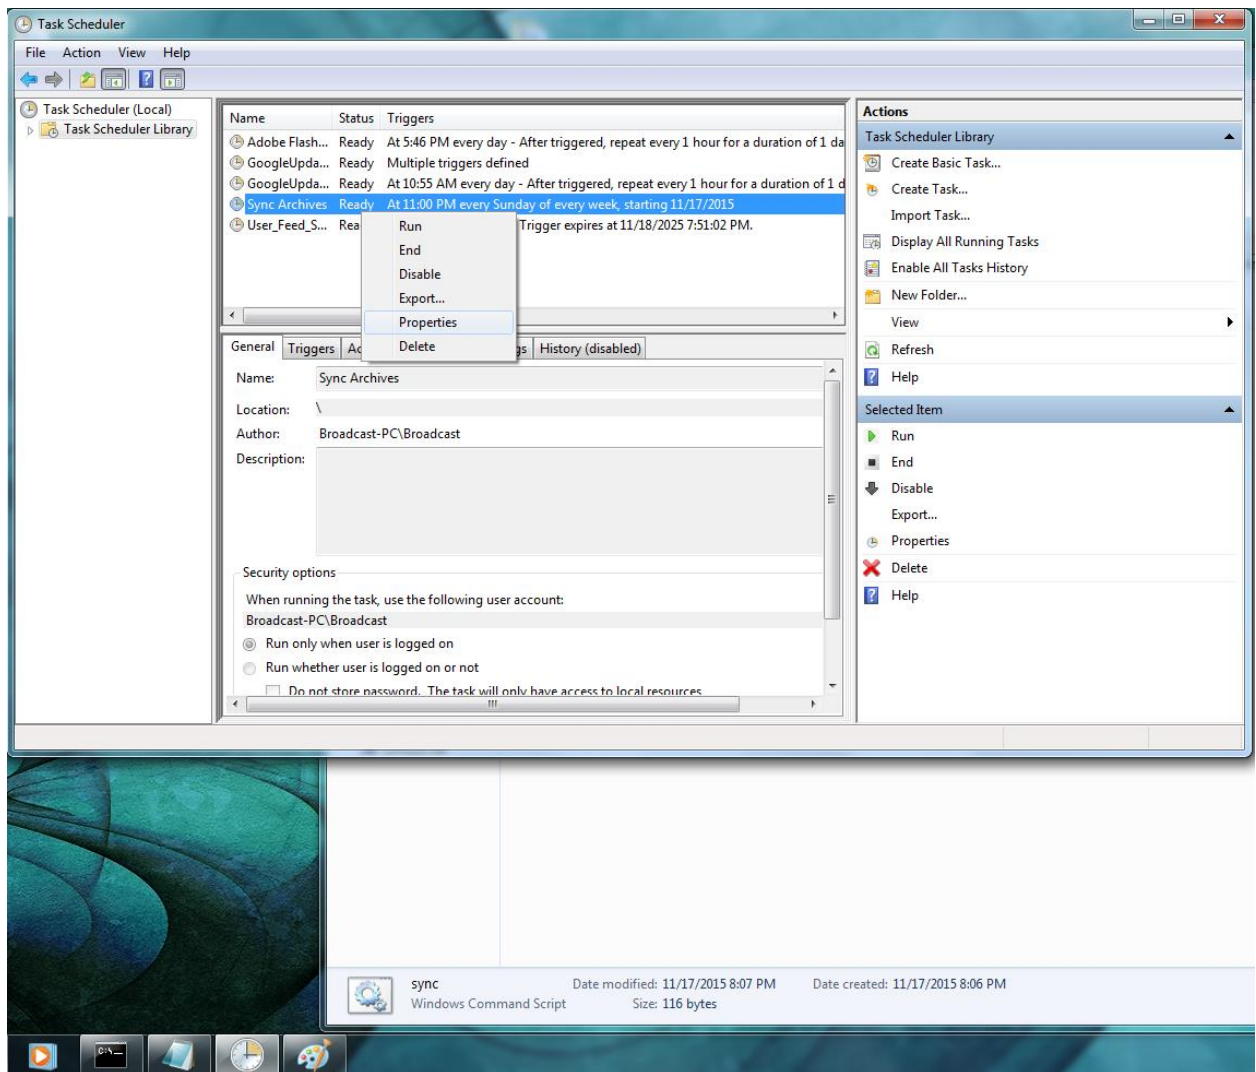 Task Scheduler
File Action View Help
Task Scheduler (Local)
Task Scheduler Library
Name Status Triggers
Adobe Flash... Ready At 5:46 PM every day - After triggered, repeat every 1 hour for a duration of 1 da
GoogleUpda... Ready Multiple triggers defined
GoogleUpda... Ready At 10:55 AM every day - After triggered, repeat every 1 hour for a duration of 1 d
Sync Archives Ready At 11:00 PM every Sunday of every week, starting 11/17/2015
User_Feed_S... Rea Trigger expires at 11/18/2025 7:51:02 PM.
Run
End
Disable
Export...
Properties
Delete
General Triggers Ac gs History (disabled)
Name: Sync Archives
Location: \
Author: Broadcast-PC\Broadcast
Description:
Security options
When running the task, use the following user account:
Broadcast-PC\Broadcast
Run only when user is logged on
Run whether user is logged on or not
Do not store password. The task will only have access to local resources
Actions
Task Scheduler Library
Create Basic Task...
Create Task...
Import Task...
Display All Running Tasks
Enable All Tasks History
New Folder...
View
Refresh
Help
Selected Item
Run
End
Disable
Export...
Properties
Delete
Help
sync Date modified: 11/17/2015 8:07 PM Date created: 11/17/2015 8:06 PM
Windows Command Script Size: 116 bytes
C:\_